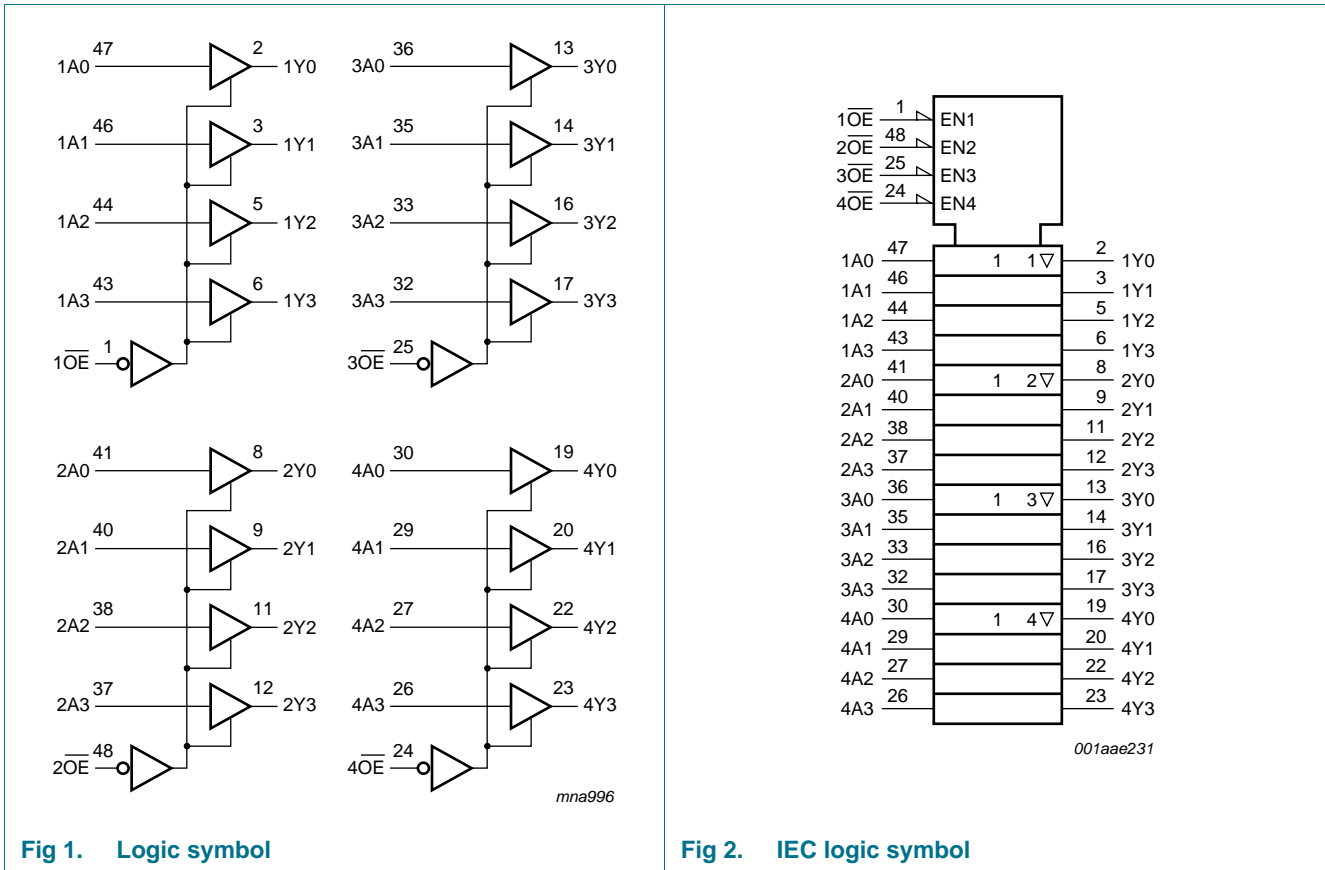 47 2 36 13
1A0 1Y0 3A0 3Y0
46 3 35 14
1A1 1Y1 3A1 3Y1
44 5 33 16
1A2 1Y2 3A2 3Y2
43 6 32 17
1A3 1Y3 3A3 3Y3
1 25
1OE 3OE
41 8 30 19
2A0 2Y0 4A0 4Y0
40 9 29 20
2A1 2Y1 4A1 4Y1
38 11 27 22
2A2 2Y2 4A2 4Y2
37 12 26 23
2A3 2Y3 4A3 4Y3
48 24
2OE 4OE
mna996
Fig 1. Logic symbol
1OE 1 EN1
2OE 48 EN2
3OE 25 EN3
4OE 24 EN4
1A0 47 1 1▽ 2 1Y0
1A1 46 3 1Y1
1A2 44 5 1Y2
1A3 43 6 1Y3
2A0 41 1 2▽ 8 2Y0
2A1 40 9 2Y1
2A2 38 11 2Y2
2A3 37 12 2Y3
3A0 36 1 3▽ 13 3Y0
3A1 35 14 3Y1
3A2 33 16 3Y2
3A3 32 17 3Y3
4A0 30 1 4▽ 19 4Y0
4A1 29 20 4Y1
4A2 27 22 4Y2
4A3 26 23 4Y3
001aae231
Fig 2. IEC logic symbol